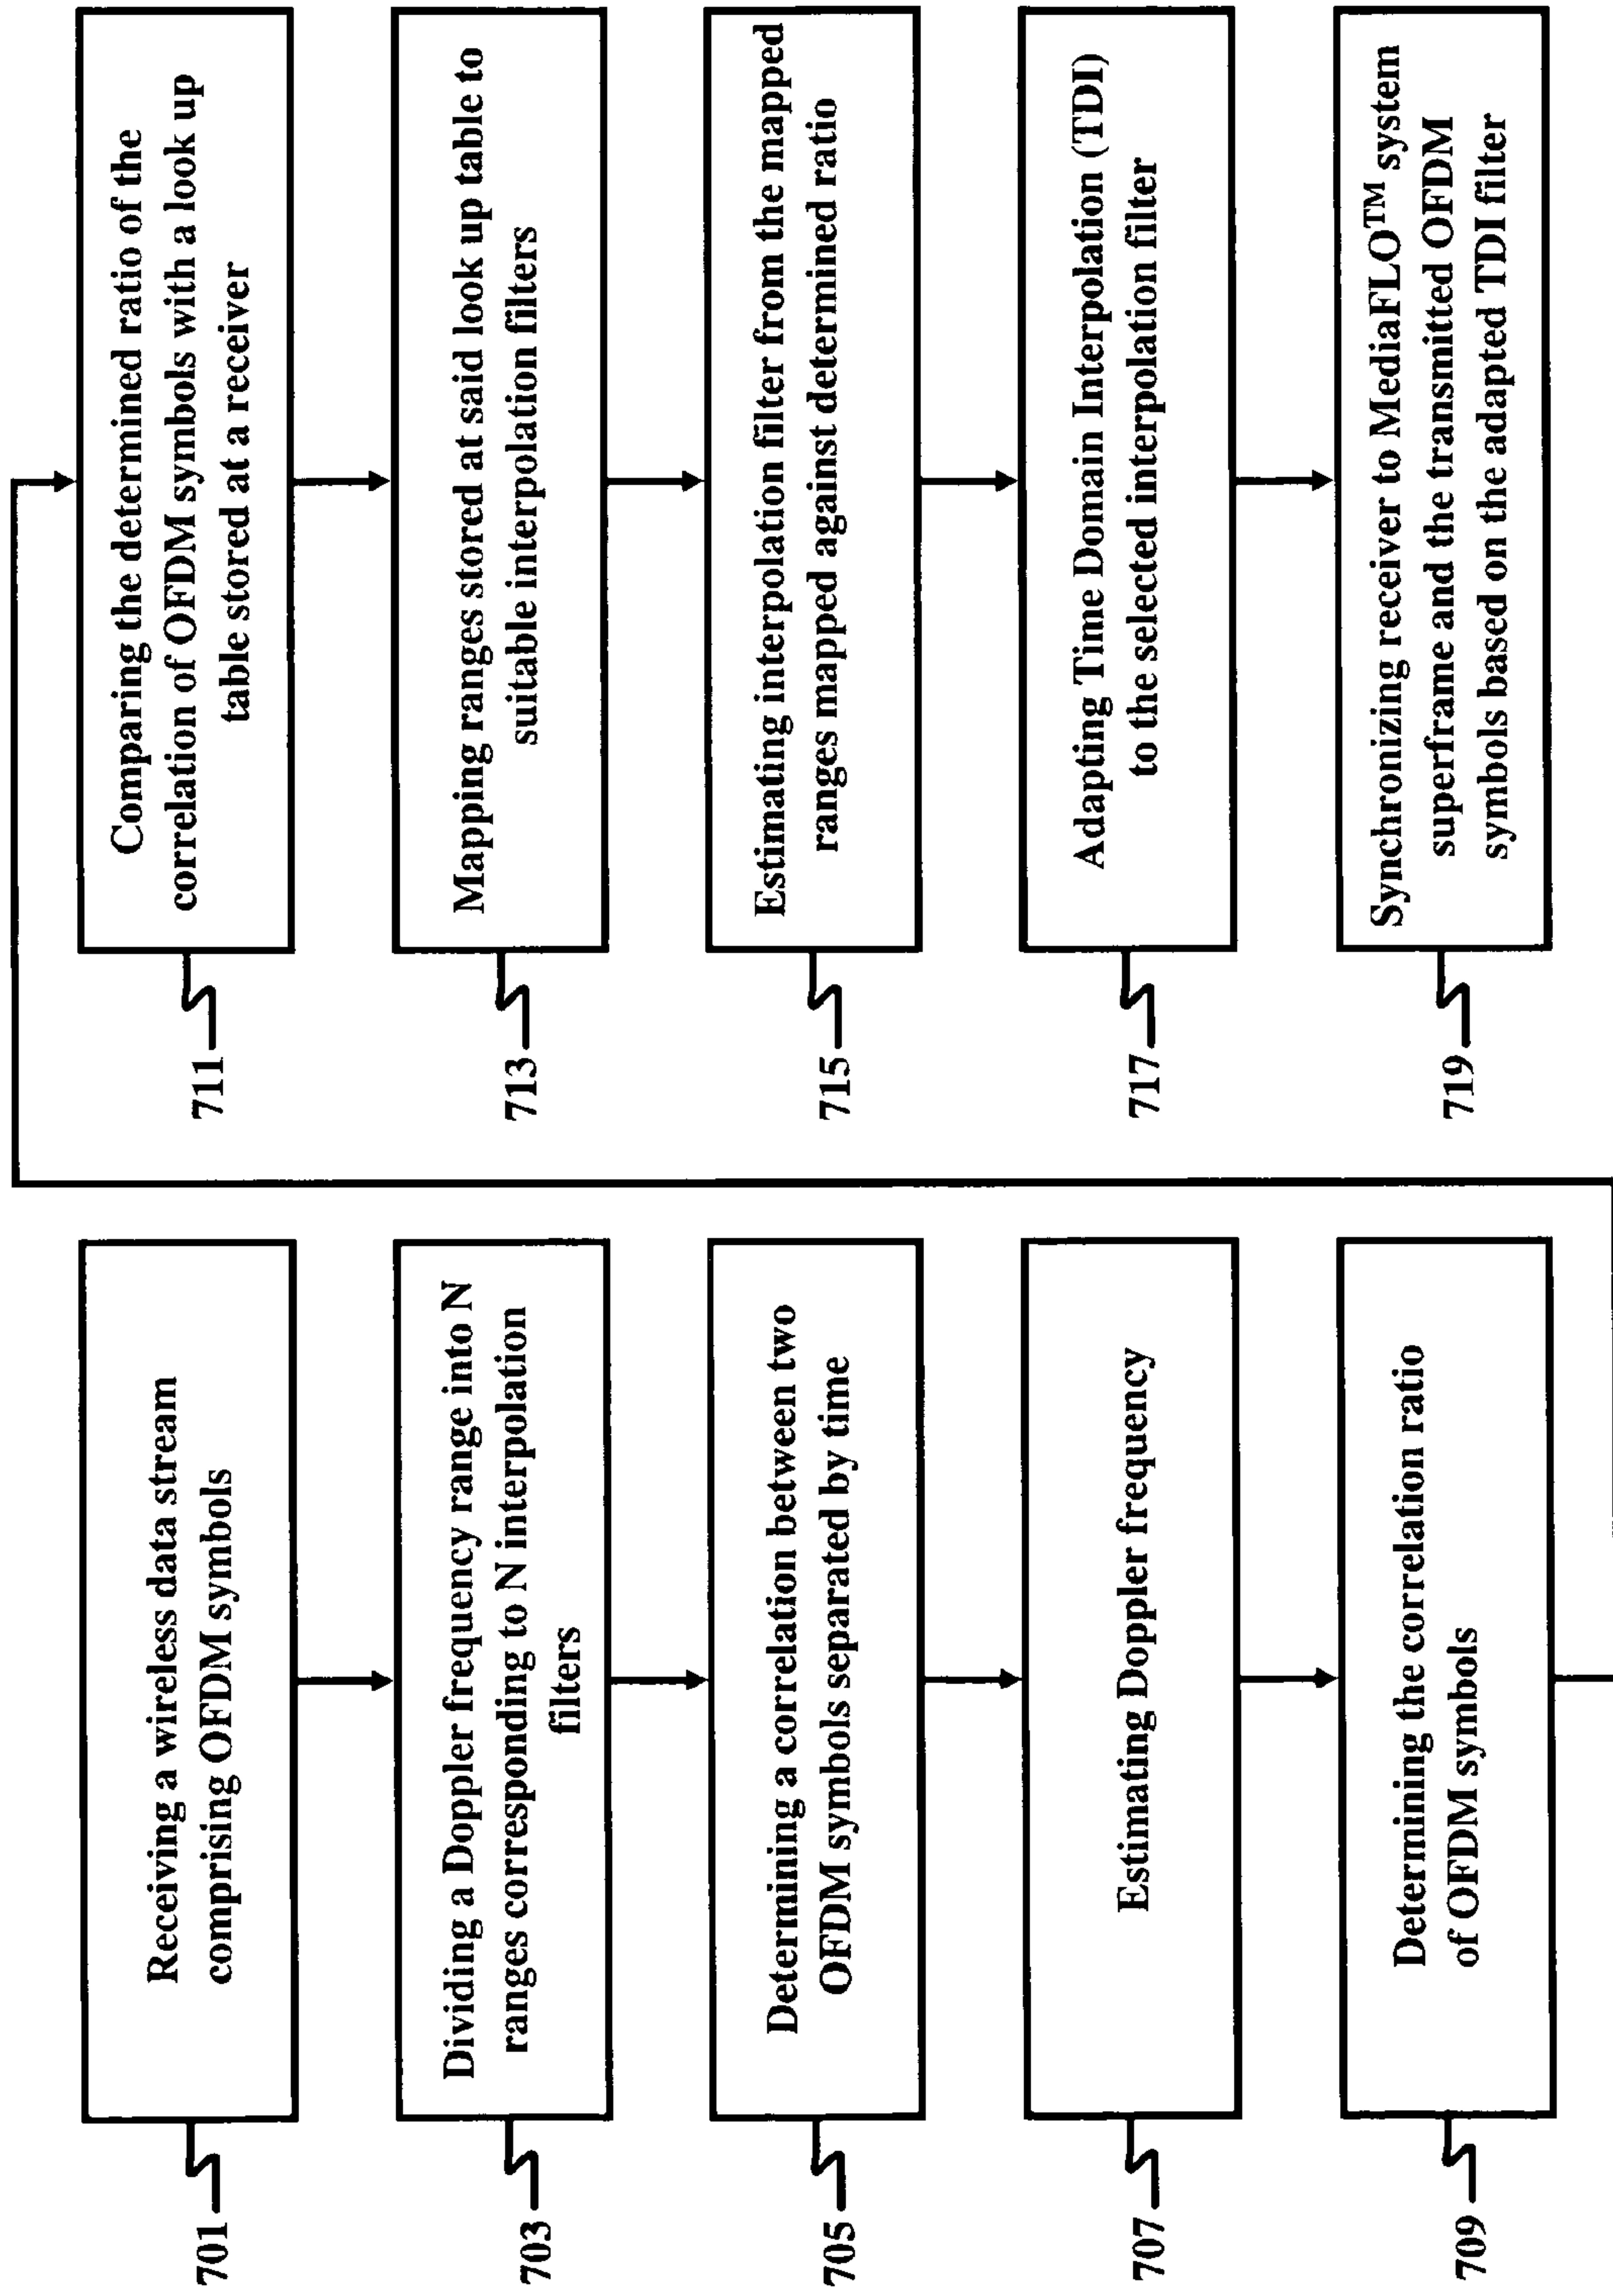 701
Receiving a wireless data stream
comprising OFDM symbols
703
Dividing a Doppler frequency range into N
ranges corresponding to N interpolation
filters
705
Determining a correlation between two
OFDM symbols separated by time
707
Estimating Doppler frequency
709
Determining the correlation ratio
of OFDM symbols
711
Comparing the determined ratio of the
correlation of OFDM symbols with a look up
table stored at a receiver
713
Mapping ranges stored at said look up table to
suitable interpolation filters
715
Estimating interpolation filter from the mapped
ranges mapped against determined ratio
717
Adapting Time Domain Interpolation (TDI)
to the selected interpolation filter
719
Synchronizing receiver to MediaFLO™ system
superframe and the transmitted OFDM
symbols based on the adapted TDI filter